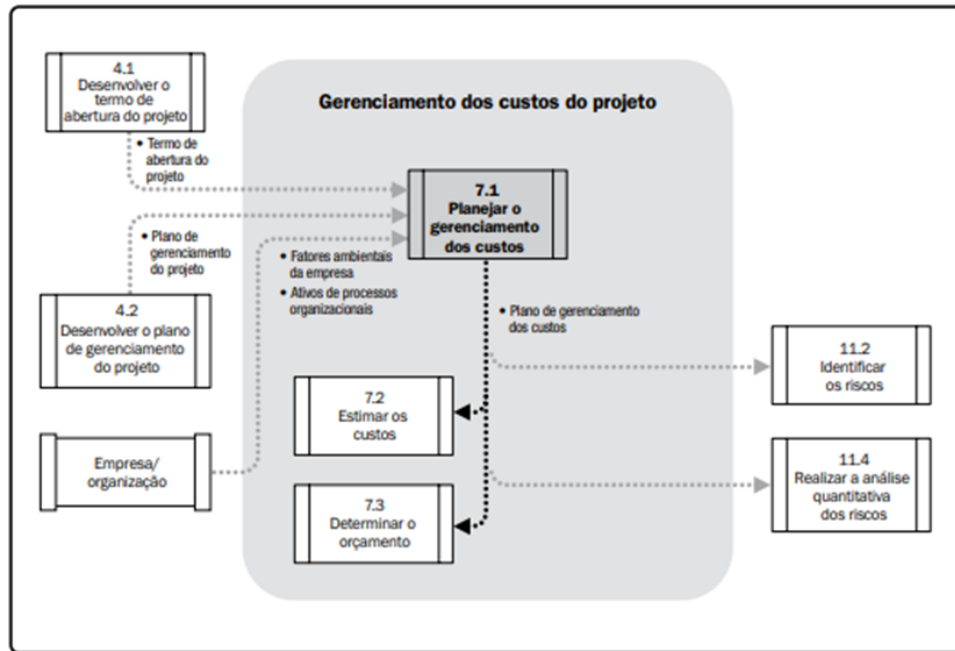 4.1
Desenvolver o
termo de
abertura do projeto
• Termo de
abertura do
projeto
Gerenciamento dos custos do projeto
7.1
Planejar o
gerenciamento
dos custos
• Plano de
gerenciamento
do projeto
• Fatores ambientais
da empresa
• Ativos de processos
organizacionais
4.2
Desenvolver o plano
de gerenciamento
do projeto
• Plano de gerenciamento
dos custos
11.2
Identificar
os riscos
7.2
Estimar os
custos
Empresa/
organização
11.4
Realizar a análise
quantitativa
dos riscos
7.3
Determinar o
orçamento